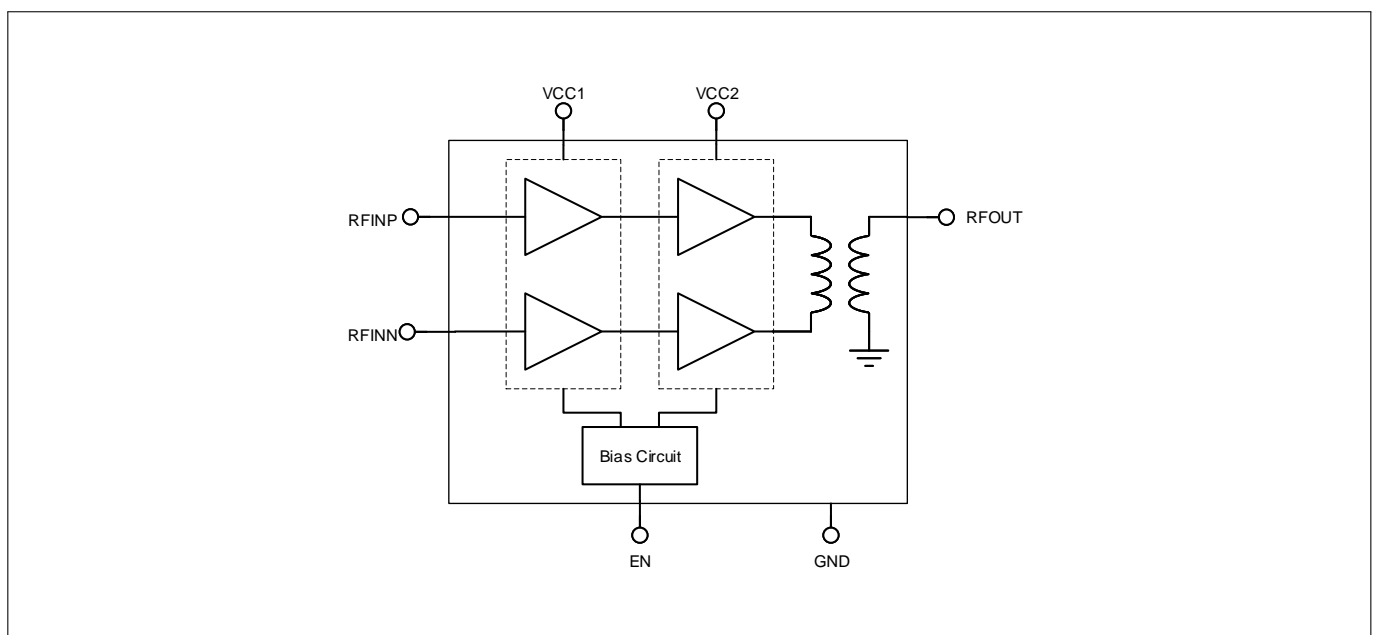 VCC1
VCC2
RFINP
RFOUT
RFINN
Bias Circuit
EN
GND